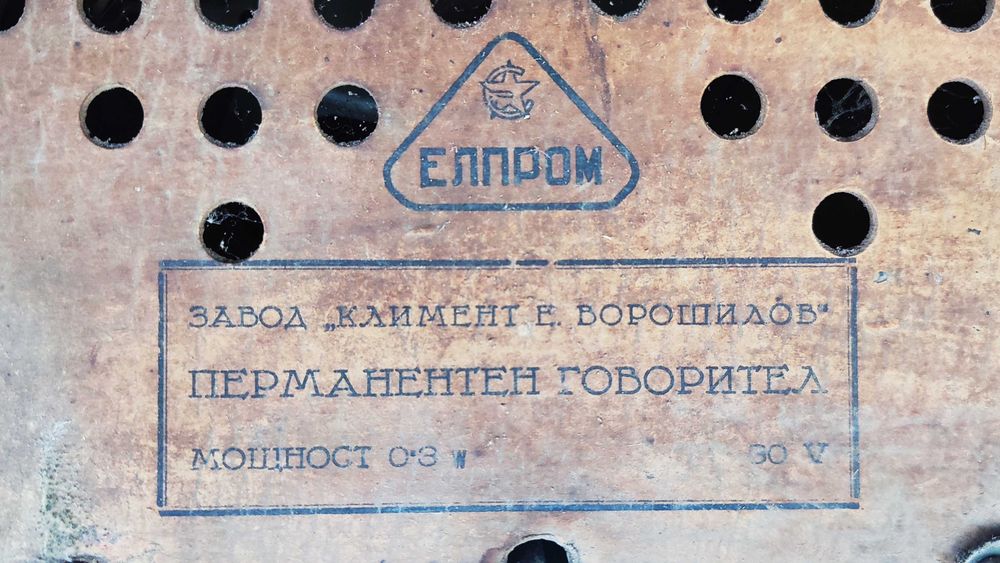 ЕЛПРОМ
ЗАВОД „КЛИМЕНТ Е. ВОРОШИЛОВ“
ПЕРМАНЕНТЕН ГОВОРИТЕЛ
МОЩНОСТ 0·3 W 30 V